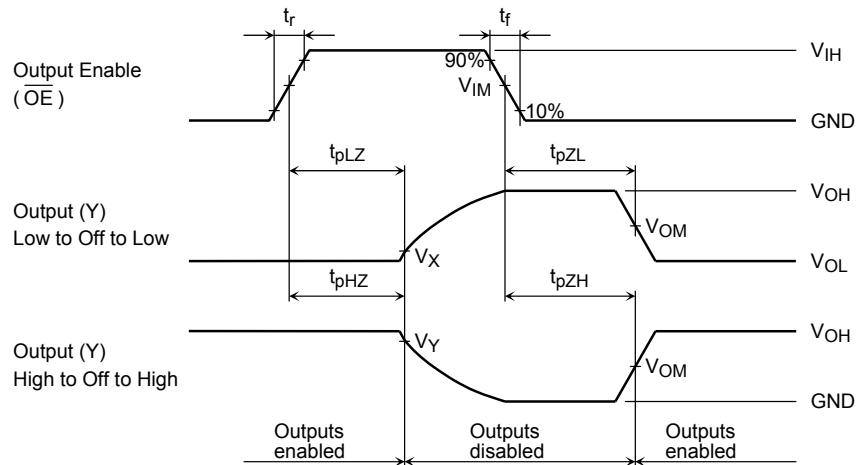 tr
tf
Output Enable
( OE )
90%
VIM
10%
VIH
GND
tpLZ
tpZL
Output (Y)
Low to Off to Low
VX
VOM
VOH
VOL
tpHZ
tpZH
Output (Y)
High to Off to High
VY
VOM
VOH
GND
Outputs
enabled
Outputs
disabled
Outputs
enabled